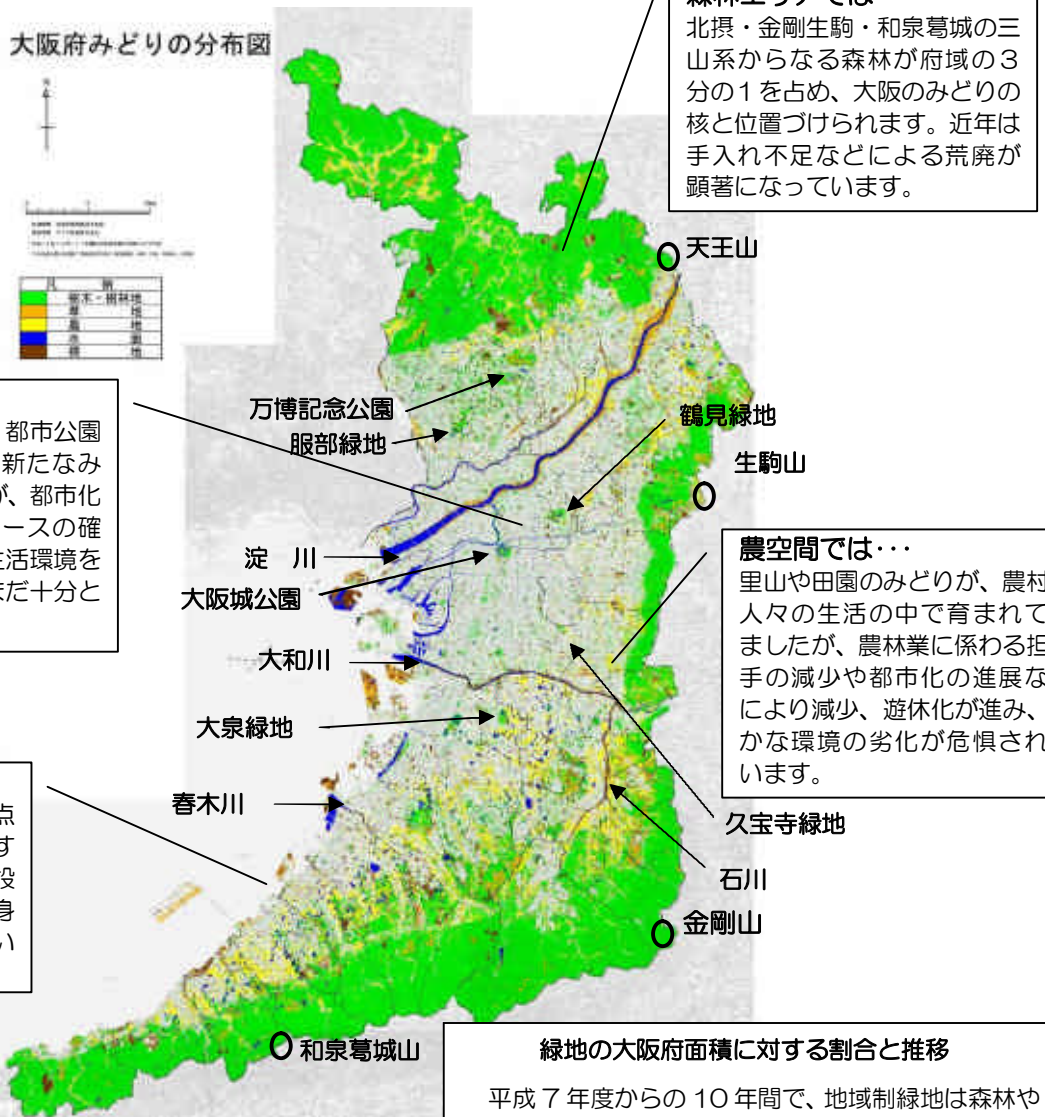 大阪府みどりの分布図
北摂・金剛生駒・和泉葛城の三
山系からなる森林が府域の3
分の1を占め、大阪のみどりの
核と位置づけられます。近年は
手入れ不足などによる荒廃が
顕著になっています。
天王山
万博記念公園
服部緑地
鶴見緑地
生駒山
都市公園
新たなみ
、都市化
ースの確
生活環境を
だ十分と
淀 川
大阪城公園
大和川
大泉緑地
春木川
農空間では・・・
里山や田園のみどりが、農村
人々の生活の中で育まれて
ましたが、農林業に係わる担
手の減少や都市化の進展な
により減少、遊休化が進み、
かな環境の劣化が危惧され
います。
久宝寺緑地
石川
金剛山
点
す
身
い
和泉葛城山
緑地の大阪府面積に対する割合と推移
平成7年度からの10年間で、地域制緑地は森林や